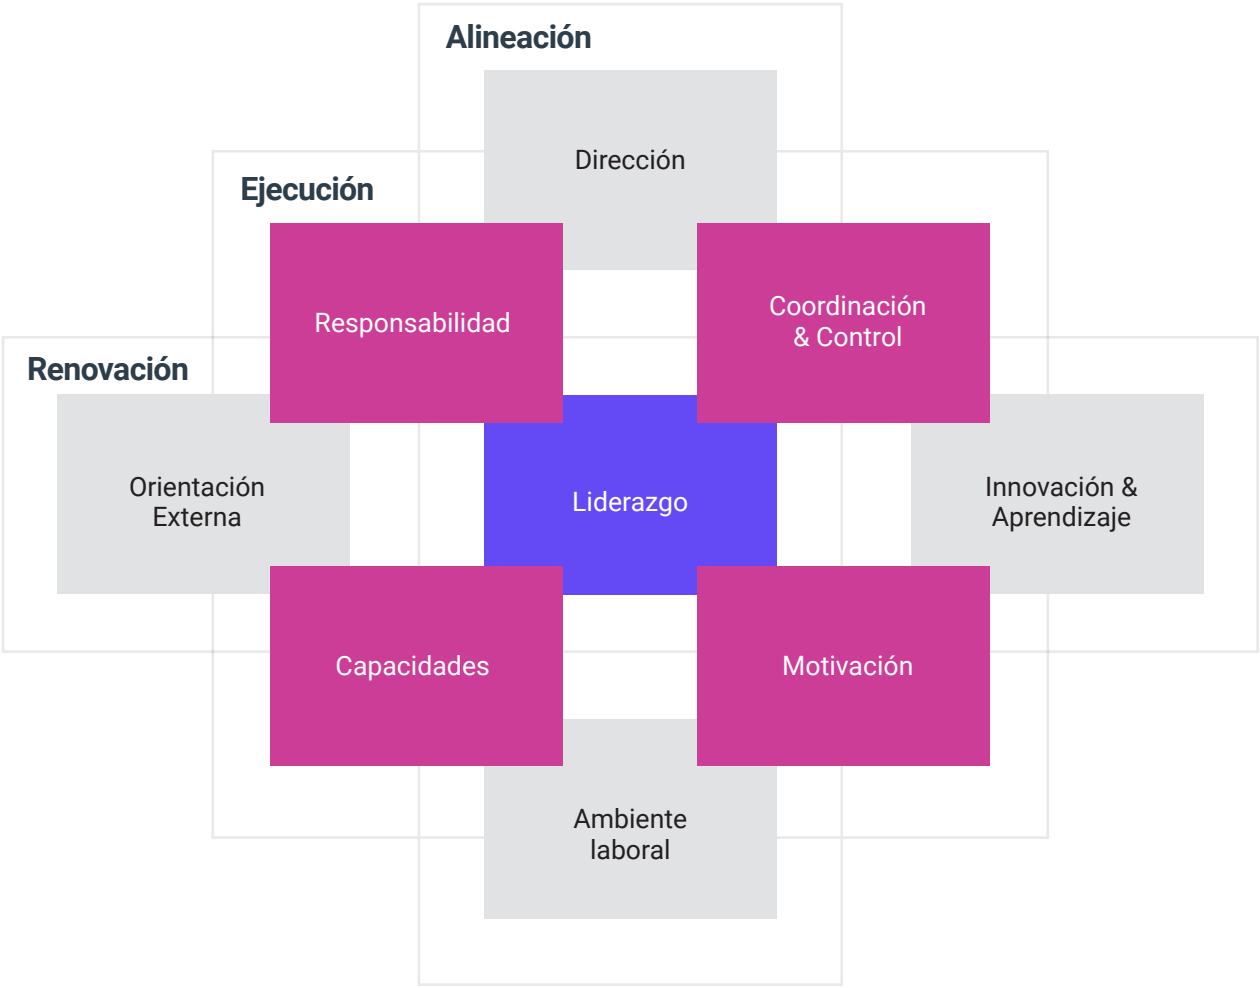 Alineación
Dirección
Ejecución
Responsabilidad
Coordinación
& Control
Renovación
Orientación
Externa
Liderazgo
Innovación &
Aprendizaje
Capacidades
Motivación
Ambiente
laboral